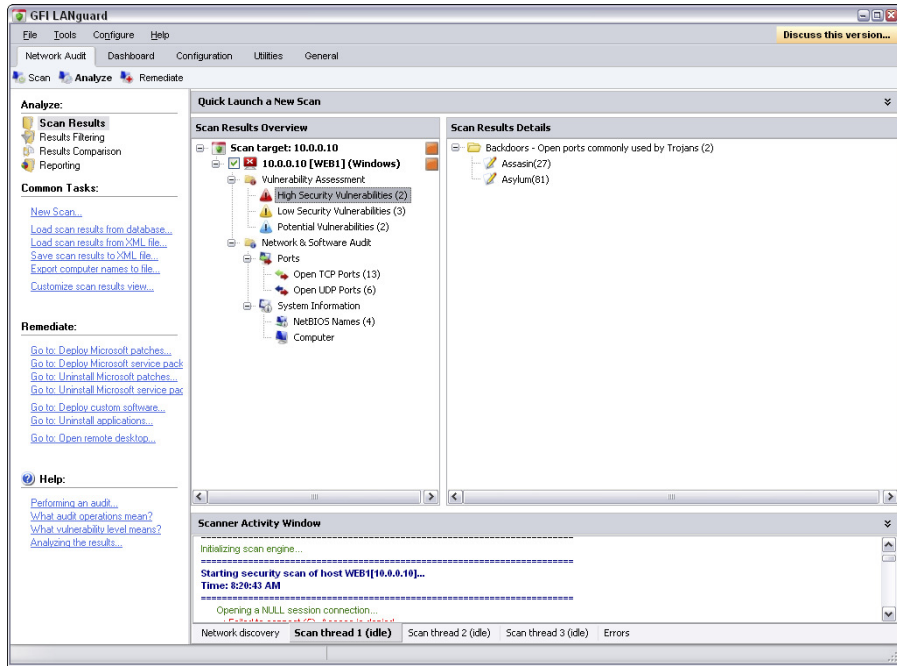 GFI LANguard
File Tools Configure Help
Discuss this version...
Network Audit Dashboard Configuration Utilities General
Scan Analyze Remediate
Analyze:
Scan Results
Results Filtering
Results Comparison
Reporting
Common Tasks:
New Scan...
Load scan results from database...
Load scan results from XML file...
Save scan results to XML file...
Export computer names to file...
Customize scan results view...
Remediate:
Go to: Deploy Microsoft patches...
Go to: Deploy Microsoft service pack
Go to: Uninstall Microsoft patches...
Go to: Uninstall Microsoft service pac
Go to: Deploy custom software...
Go to: Uninstall applications...
Go to: Open remote desktop...
Help:
Performing an audit...
What audit operations mean?
What vulnerability level means?
Analyzing the results...
Quick Launch a New Scan
Scan Results Overview
Scan target: 10.0.0.10
10.0.0.10 [WEB1] (Windows)
Vulnerability Assessment
High Security Vulnerabilities (2)
Low Security Vulnerabilities (3)
Potential Vulnerabilities (2)
Network & Software Audit
Ports
Open TCP Ports (13)
Open UDP Ports (6)
System Information
NetBIOS Names (4)
Computer
Scan Results Details
Backdoors - Open ports commonly used by Trojans (2)
Assasin(27)
Asylum(81)
Scanner Activity Window
Initializing scan engine...
Starting security scan of host WEB1[10.0.0.10]...
Time: 8:20:43 AM
Opening a NULL session connection...
Network discovery Scan thread 1 (idle) Scan thread 2 (idle) Scan thread 3 (idle) Errors